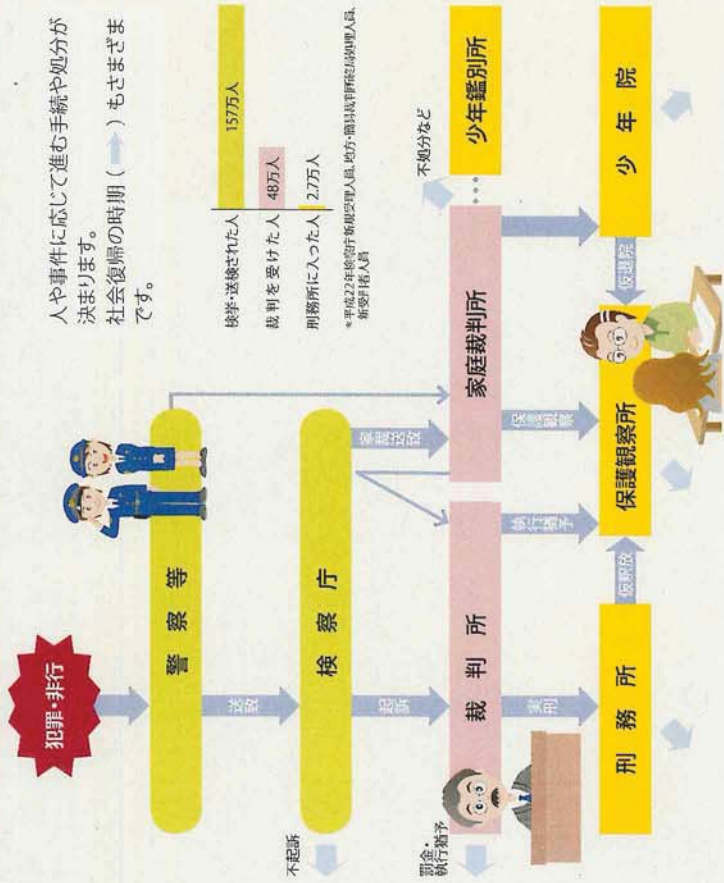 犯罪・非行
人や事件に応じて進む手続や処分が
決まります。
社会復帰の時期（ ）もさまざま
です。
警察等
検挙・送検された人 157万人
裁判を受けた人 48万人
刑務所に入った人 2.7万人
＊平成22年検察庁新規受理人員、地方・簡易裁判所終局処理人員、
新受刑者人員
送致
検察庁
不起訴
起訴
家裁送致
不処分など
裁判所
家庭裁判所
少年鑑別所
罰金・
執行猶予
実刑
執行猶予
保護観察
刑務所
仮釈放
保護観察所
仮退院
少年院